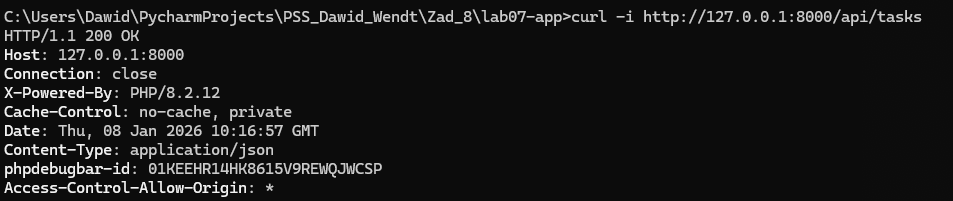 C:\Users\Dawid\PycharmProjects\PSS_Dawid_Wendt\Zad_8\lab07-app>curl -i http://127.0.0.1:8000/api/tasks
HTTP/1.1 200 OK
Host: 127.0.0.1:8000
Connection: close
X-Powered-By: PHP/8.2.12
Cache-Control: no-cache, private
Date: Thu, 08 Jan 2026 10:16:57 GMT
Content-Type: application/json
phpdebugbar-id: 01KEEHR14HK8615V9REWQJWCSP
Access-Control-Allow-Origin: *